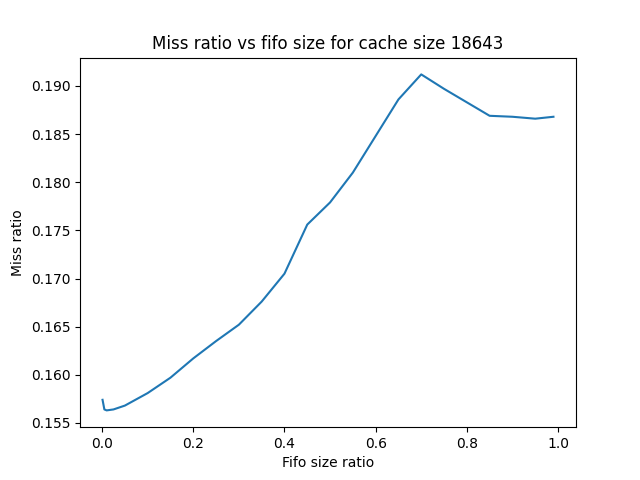 Miss ratio vs fifo size for cache size 18643
Miss ratio
0.190
0.185
0.180
0.175
0.170
0.165
0.160
0.155
0.0 0.2 0.4 0.6 0.8 1.0
Fifo size ratio